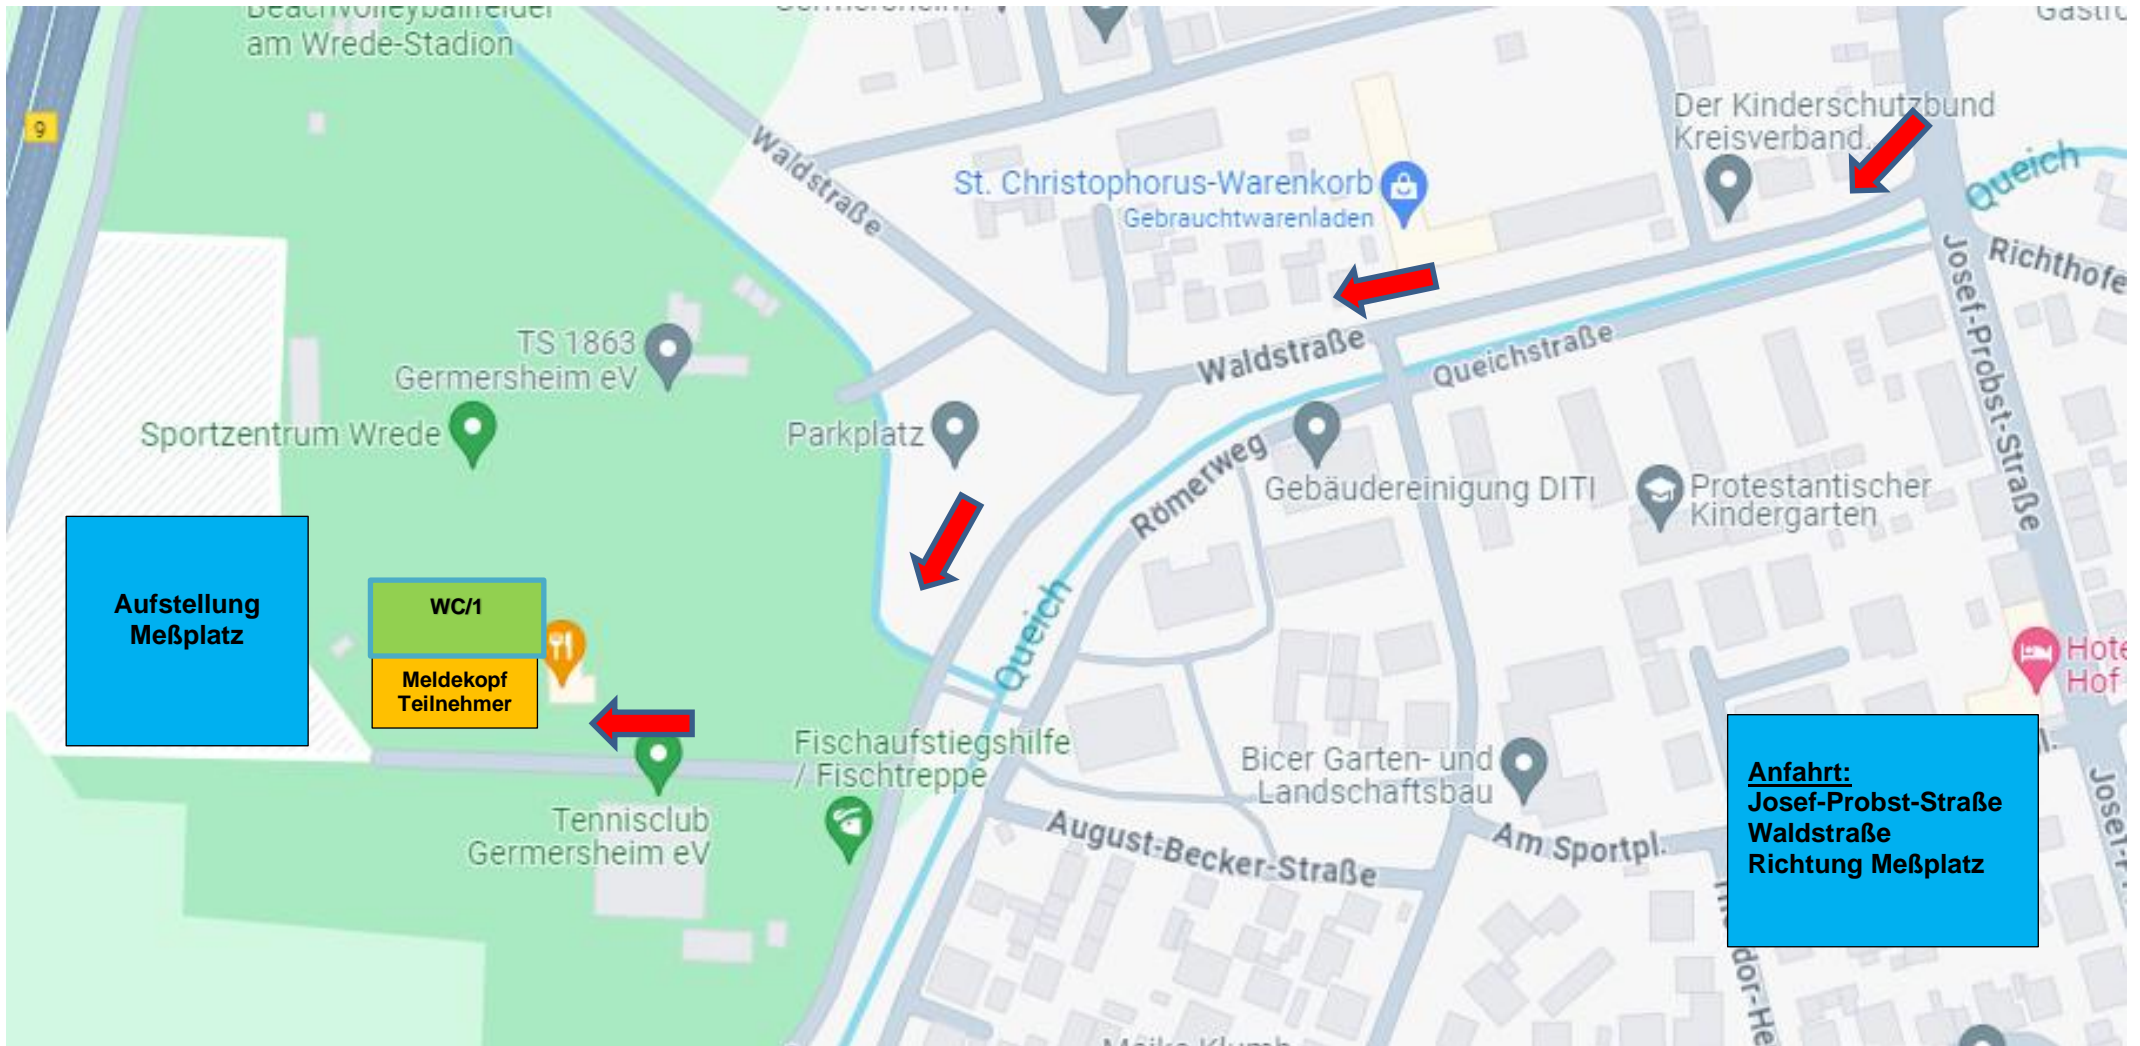 Beachvolleyballfelder
am Wrede-Stadion
Germersheim
9
Waldstraße
St. Christophorus-Warenkorb
Gebrauchtwarenladen
Der Kinderschutzbund
Kreisverband...
Queich
Richthofe
Josef-Probst-Straße
TS 1863
Germersheim eV
Sportzentrum Wrede
Parkplatz
Waldstraße
Queichstraße
Römerweg
Gebäudereinigung DITI
Protestantischer
Kindergarten
Aufstellung
Meßplatz
WC/1
Meldekopf
Teilnehmer
Queich
Hote
Hof
Fischaufstiegshilfe
/ Fischtreppe
Tennisclub
Germersheim eV
Bicer Garten- und
Landschaftsbau
August-Becker-Straße
Am Sportpl.
Anfahrt:
Josef-Probst-Straße
Waldstraße
Richtung Meßplatz